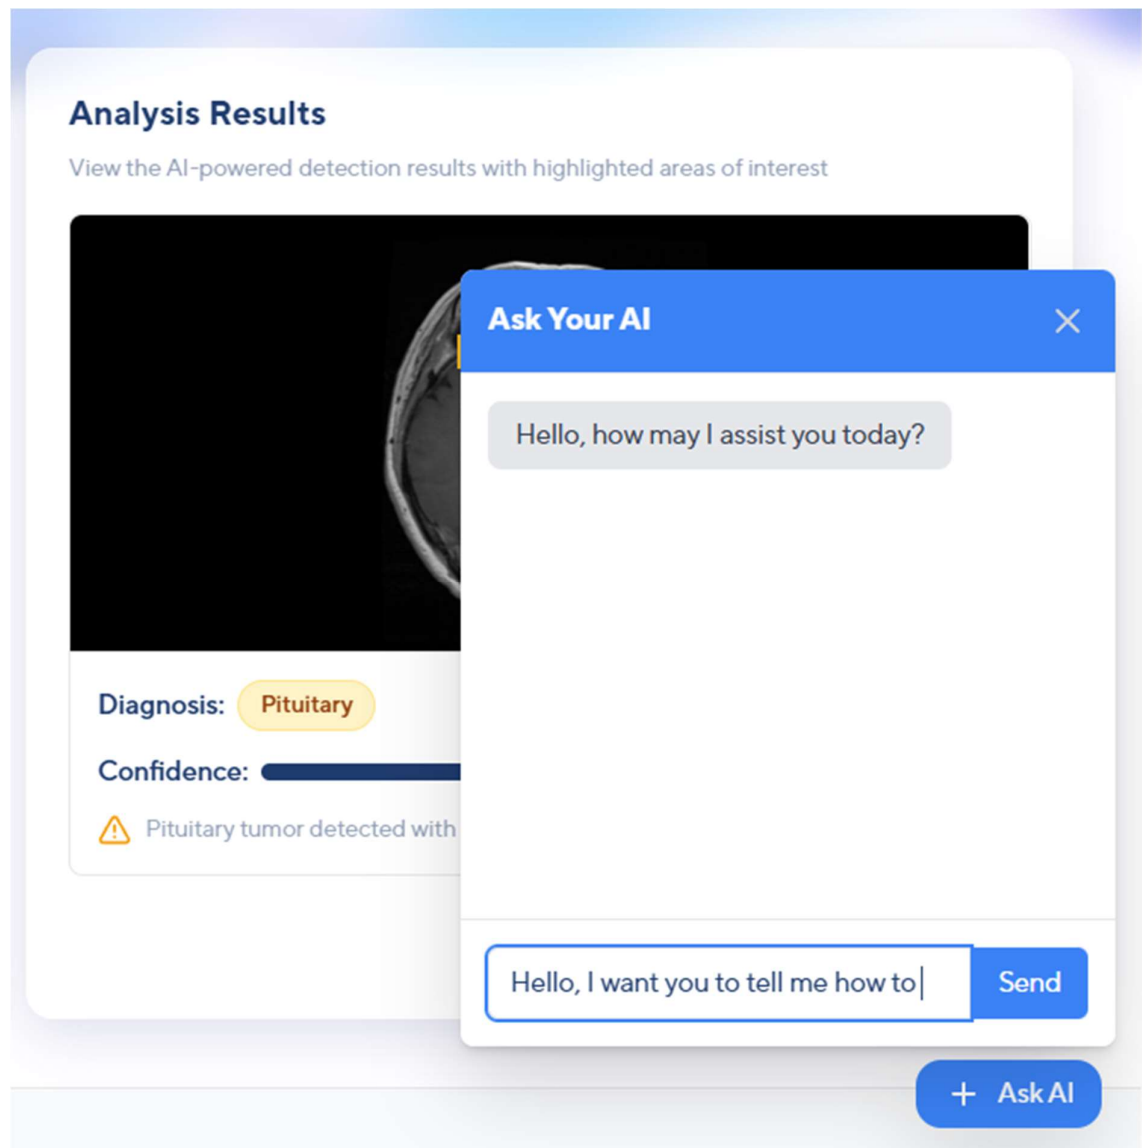 Analysis Results
View the AI-powered detection results with highlighted areas of interest
Ask Your AI
Hello, how may I assist you today?
Diagnosis: Pituitary
Confidence:
Pituitary tumor detected with
Hello, I want you to tell me how to
Send
+ Ask AI